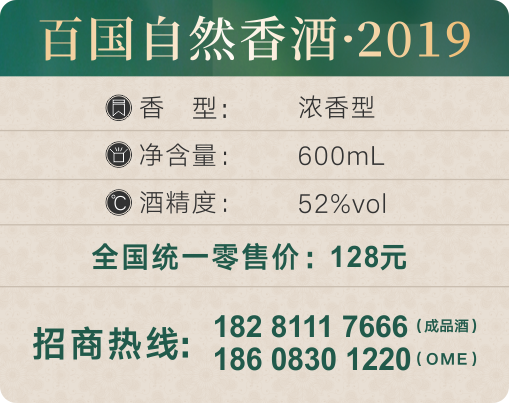 百国自然香酒·2019
香 型： 浓香型
净含量： 600mL
酒精度： 52%vol
全国统一零售价：128元
招商热线:
182 8111 7666（成品酒）
186 0830 1220（OME）